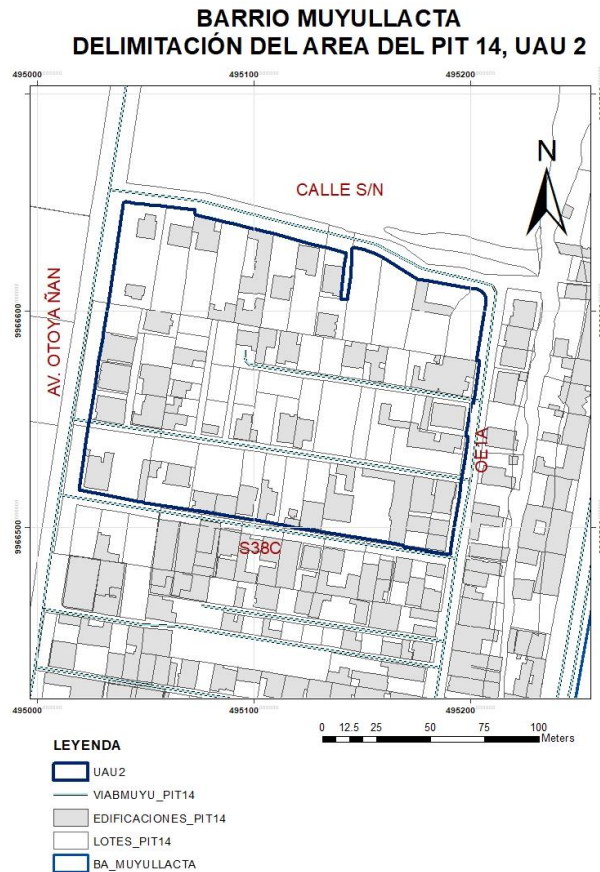 BARRIO MUYULLACTA
DELIMITACIÓN DEL AREA DEL PIT 14, UAU 2
495000 495100 495200
N
CALLE S/N
AV. OTOYA ÑAN
9966600
OE1A
9966500
S38C
495000 495100 495200
0 12.5 25 50 75 100
Meters
LEYENDA
UAU2
VIABMUYU_PIT14
EDIFICACIONES_PIT14
LOTES_PIT14
BA_MUYULLACTA